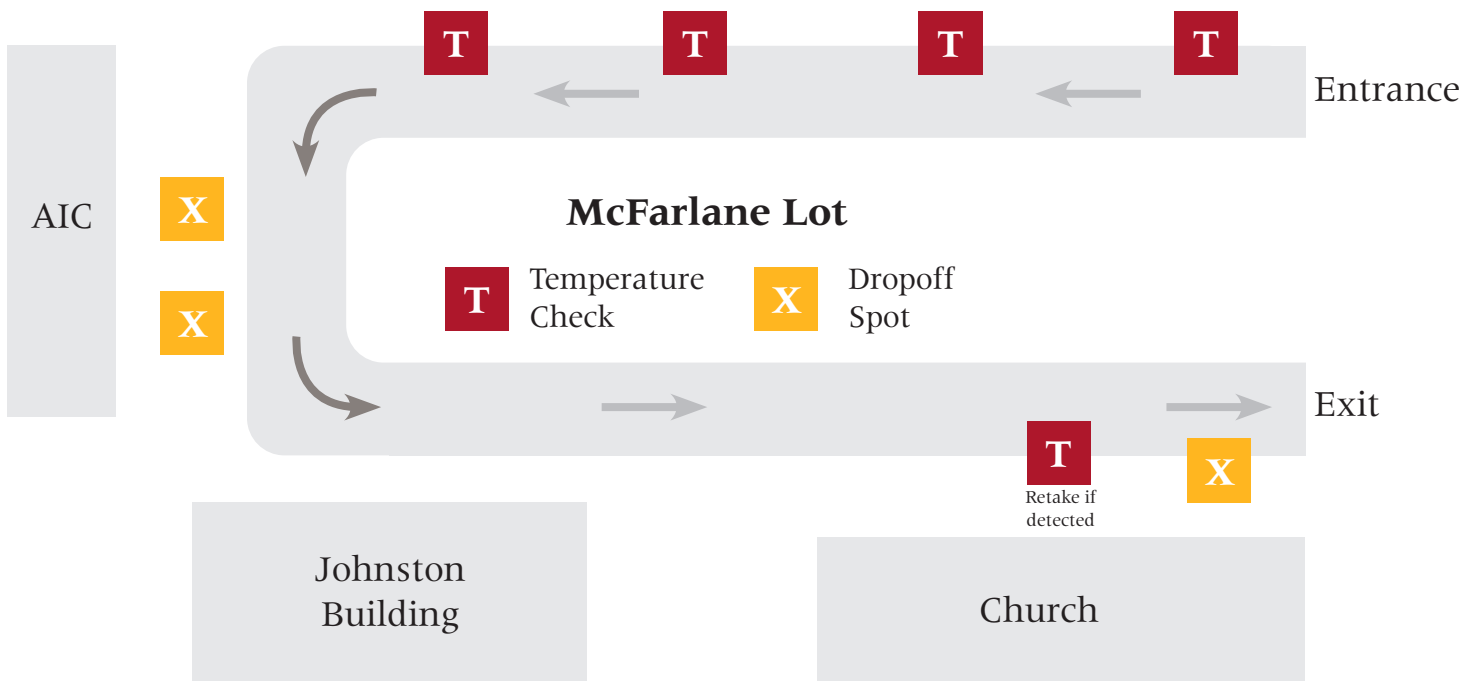 T
T
T
T
Entrance
AIC
X
McFarlane Lot
T
Temperature
Check
X
Dropoff
Spot
X
Exit
T
Retake if
detected
X
Johnston
Building
Church